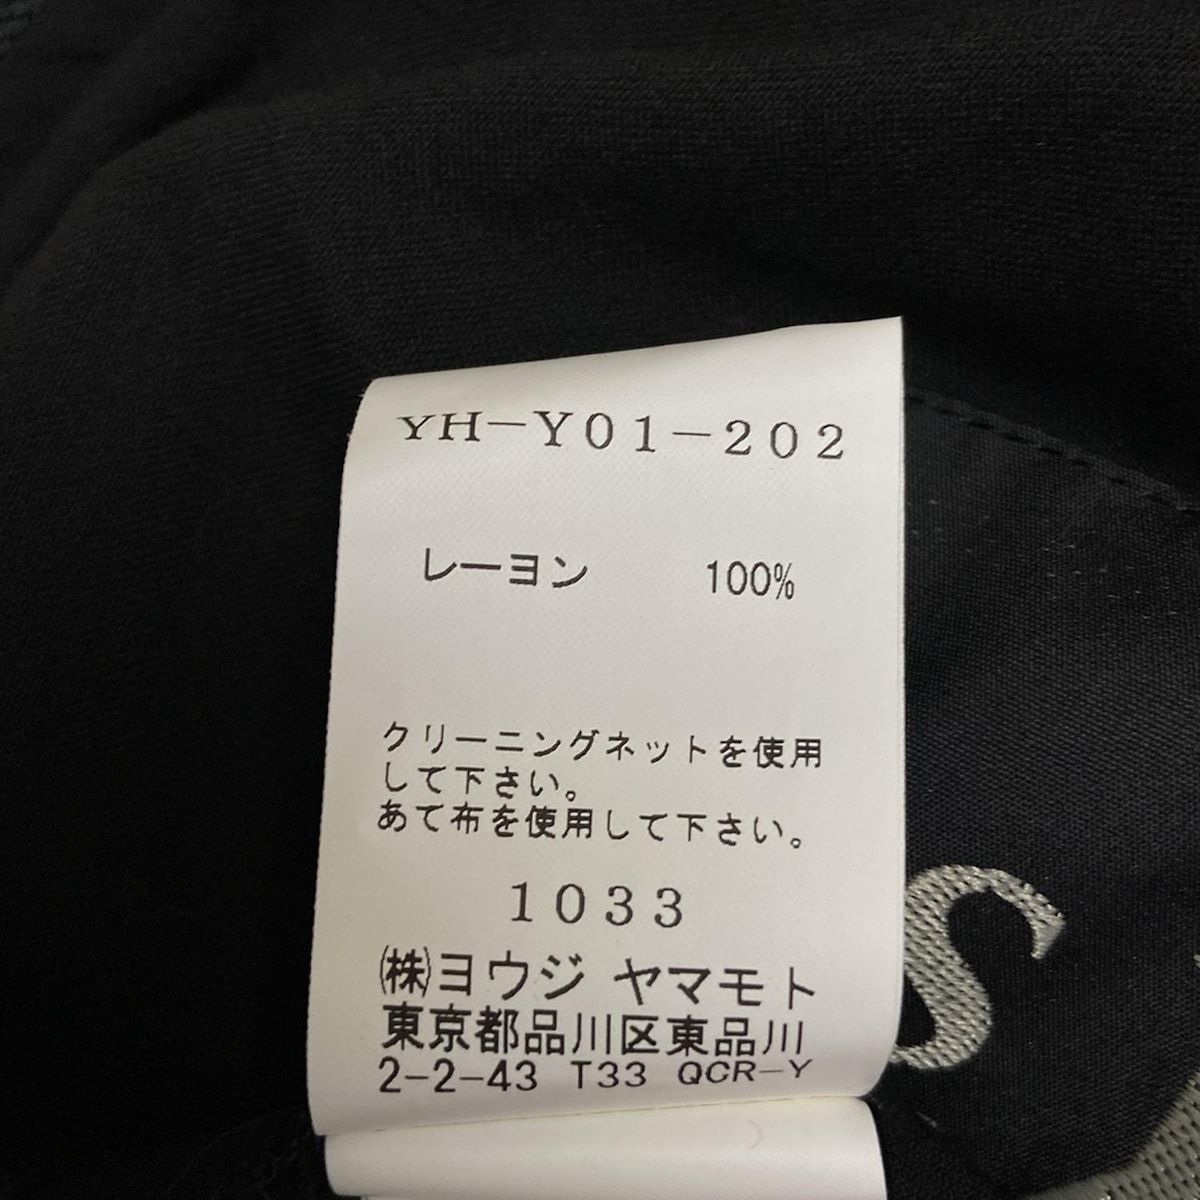 YH-Y01-202
レーヨン 100%
クリーニングネットを使用
して下さい。
あて布を使用して下さい。
1033
㈱ヨウジ ヤマモト
東京都品川区東品川
2-2-43 T33 QCR-Y
S